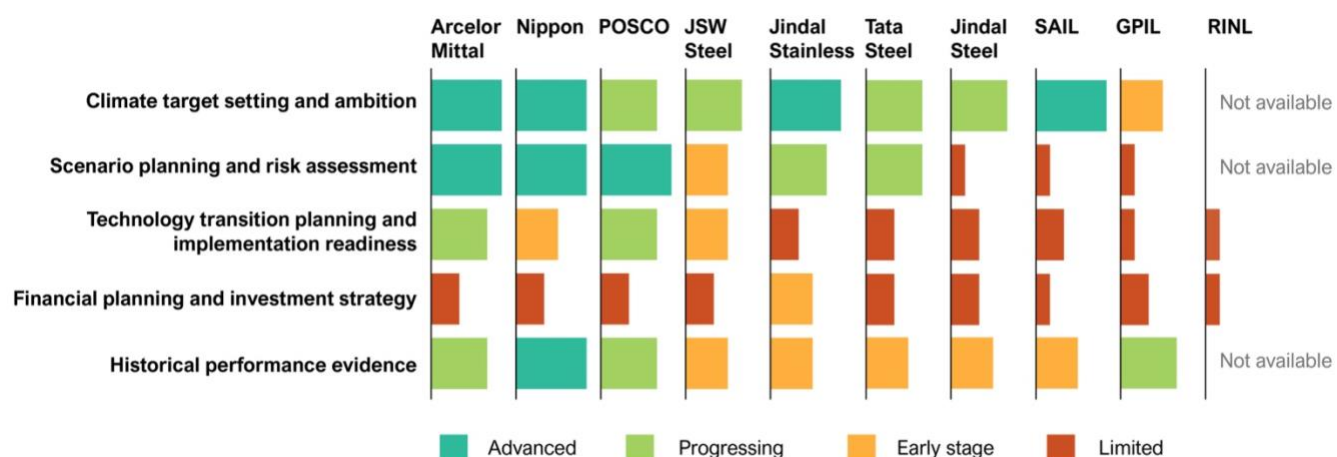 Arcelor Mittal
Nippon
POSCO
JSW Steel
Jindal Stainless
Tata Steel
Jindal Steel
SAIL
GPIL
RINL
Climate target setting and ambition
Not available
Scenario planning and risk assessment
Not available
Technology transition planning and
implementation readiness
Financial planning and investment strategy
Historical performance evidence
Not available
Advanced
Progressing
Early stage
Limited